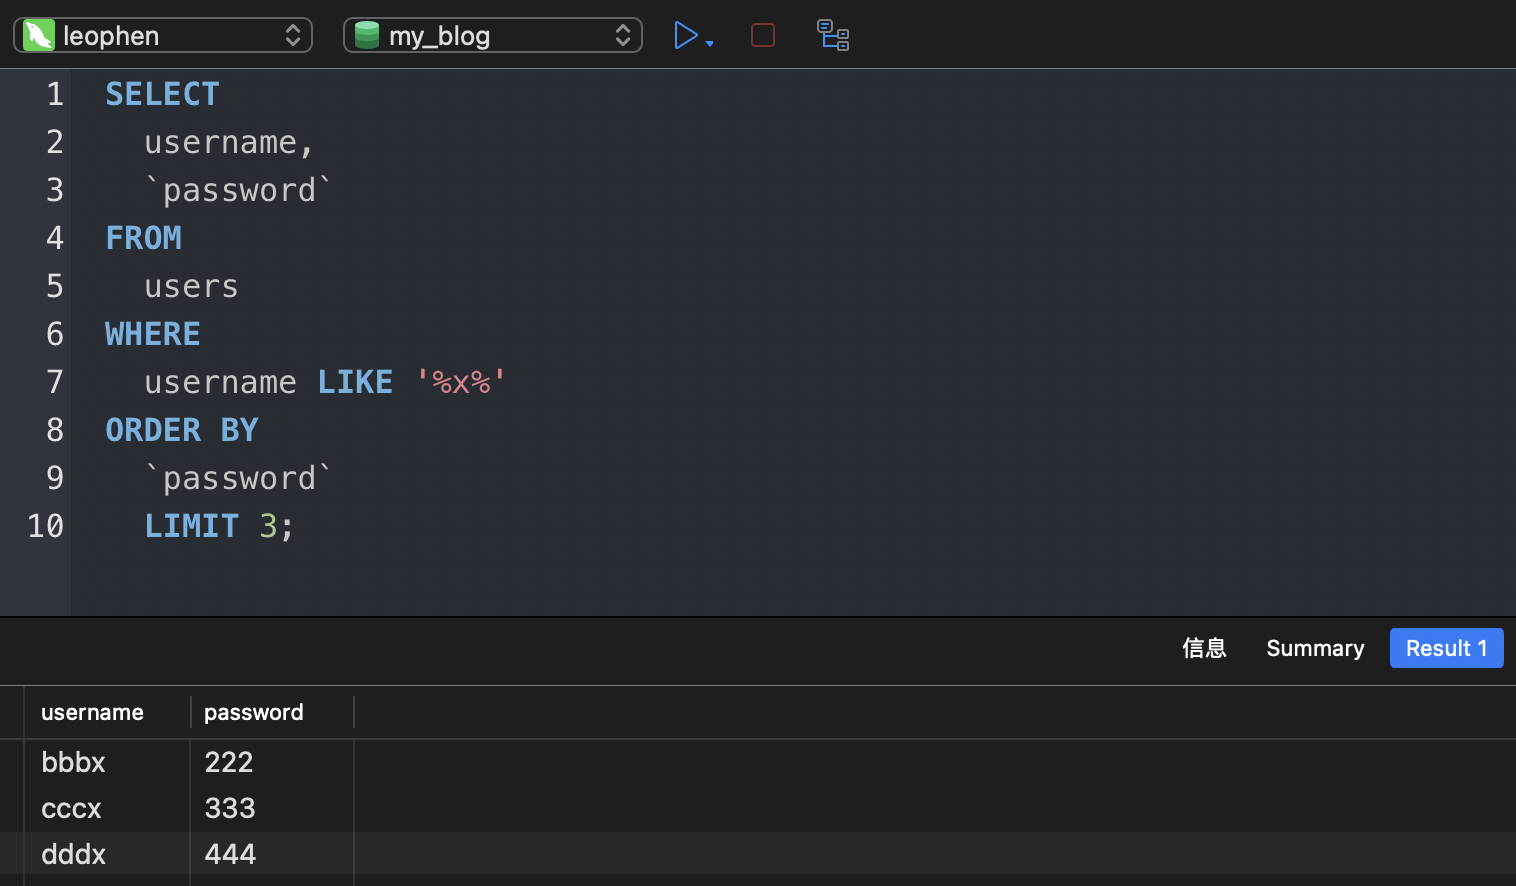 leophen my_blog
1 SELECT
2 username,
3 `password`
4 FROM
5 users
6 WHERE
7 username LIKE '%x%'
8 ORDER BY
9 `password`
10 LIMIT 3;
信息 Summary Result 1
username password
bbbx 222
cccx 333
dddx 444